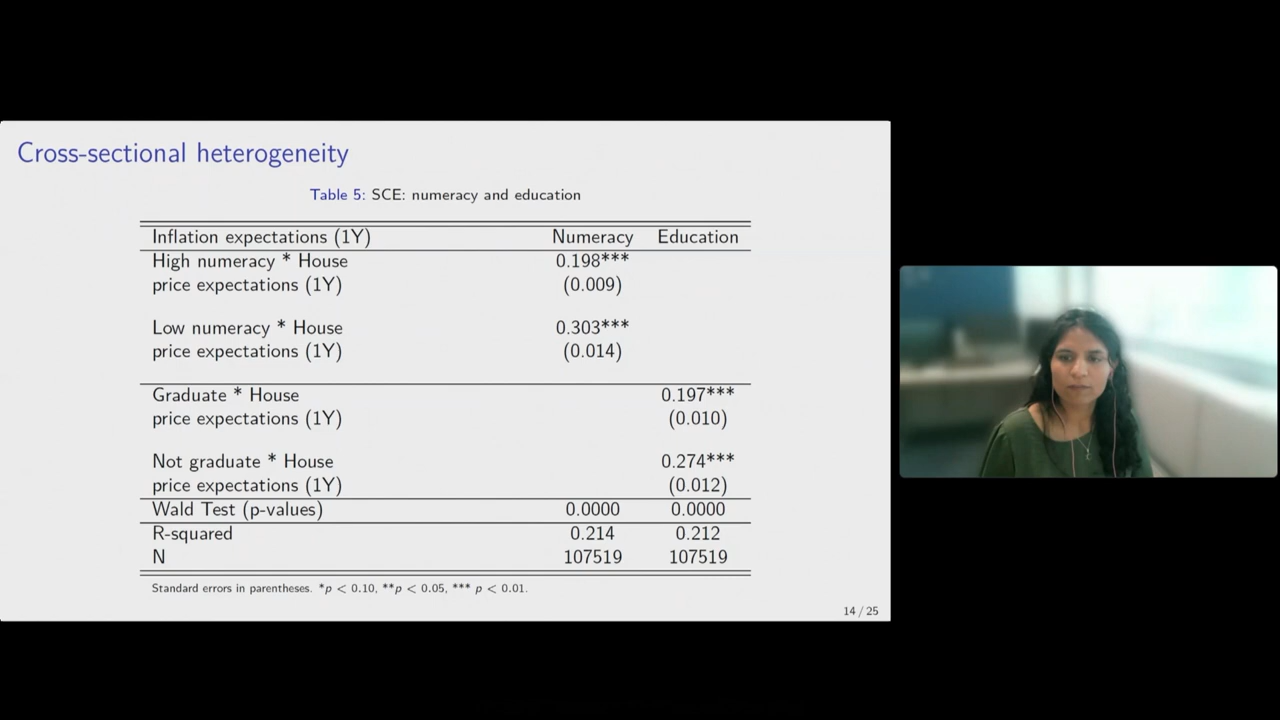 Cross-sectional heterogeneity
Table 5: SCE: numeracy and education
Inflation expectations (1Y) Numeracy Education
High numeracy * House 0.198***
price expectations (1Y) (0.009)
Low numeracy * House 0.303***
price expectations (1Y) (0.014)
Graduate * House 0.197***
price expectations (1Y) (0.010)
Not graduate * House 0.274***
price expectations (1Y) (0.012)
Wald Test (p-values) 0.0000 0.0000
R-squared 0.214 0.212
N 107519 107519
Standard errors in parentheses. *p < 0.10, **p < 0.05, *** p < 0.01.
14 / 25